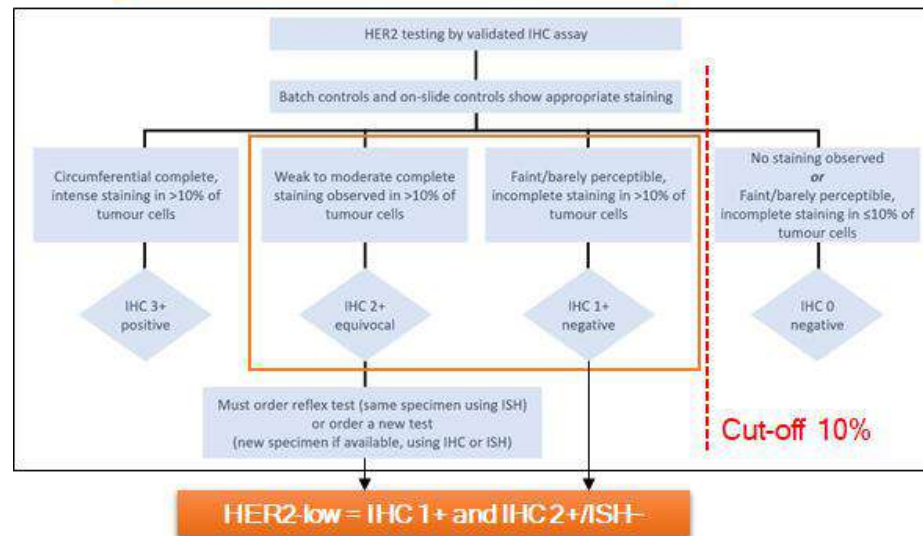 HER2 testing by validated IHC assay
Batch controls and on-slide controls show appropriate staining
Circumferential complete,
intense staining in >10% of
tumour cells
Weak to moderate complete
staining observed in >10% of
tumour cells
Faint/barely perceptible,
incomplete staining in >10% of
tumour cells
No staining observed
or
Faint/barely perceptible,
incomplete staining in ≤10% of
tumour cells
IHC 3+
positive
IHC 2+
equivocal
IHC 1+
negative
IHC 0
negative
Must order reflex test (same specimen using ISH)
or order a new test
(new specimen if available, using IHC or ISH)
Cut-off 10%
HER2-low = IHC 1+ and IHC 2+/ISH–